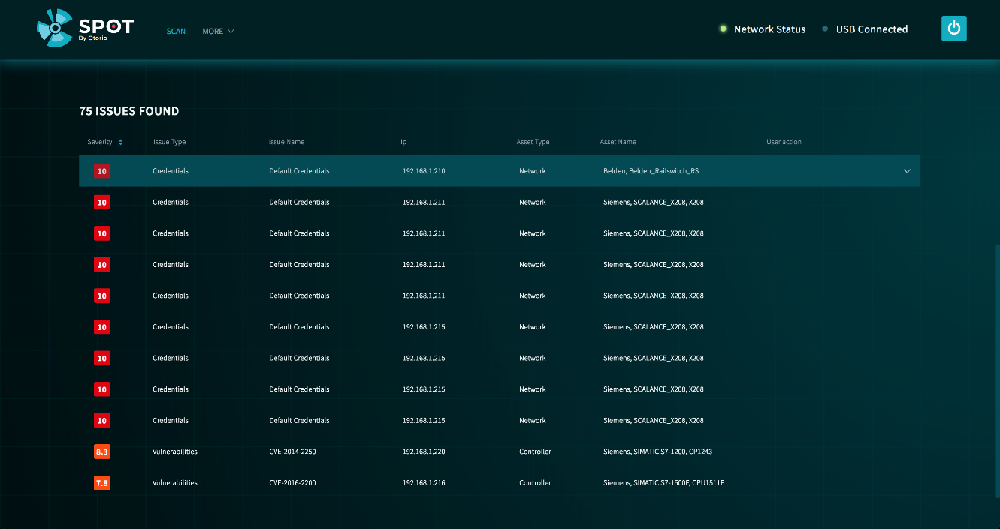 SPOT
By Otorio
SCAN MORE
Network Status USB Connected
75 ISSUES FOUND
Severity Issue Type Issue Name Ip Asset Type Asset Name User action
10 Credentials Default Credentials 192.168.1.210 Network Belden, Belden_Railswitch_RS
10 Credentials Default Credentials 192.168.1.211 Network Siemens, SCALANCE_X208, X208
10 Credentials Default Credentials 192.168.1.211 Network Siemens, SCALANCE_X208, X208
10 Credentials Default Credentials 192.168.1.211 Network Siemens, SCALANCE_X208, X208
10 Credentials Default Credentials 192.168.1.211 Network Siemens, SCALANCE_X208, X208
10 Credentials Default Credentials 192.168.1.215 Network Siemens, SCALANCE_X208, X208
10 Credentials Default Credentials 192.168.1.215 Network Siemens, SCALANCE_X208, X208
10 Credentials Default Credentials 192.168.1.215 Network Siemens, SCALANCE_X208, X208
10 Credentials Default Credentials 192.168.1.215 Network Siemens, SCALANCE_X208, X208
8.3 Vulnerabilities CVE-2014-2250 192.168.1.220 Controller Siemens, SIMATIC S7-1200, CP1243
7.8 Vulnerabilities CVE-2016-2200 192.168.1.216 Controller Siemens, SIMATIC S7-1500F, CPU1511F